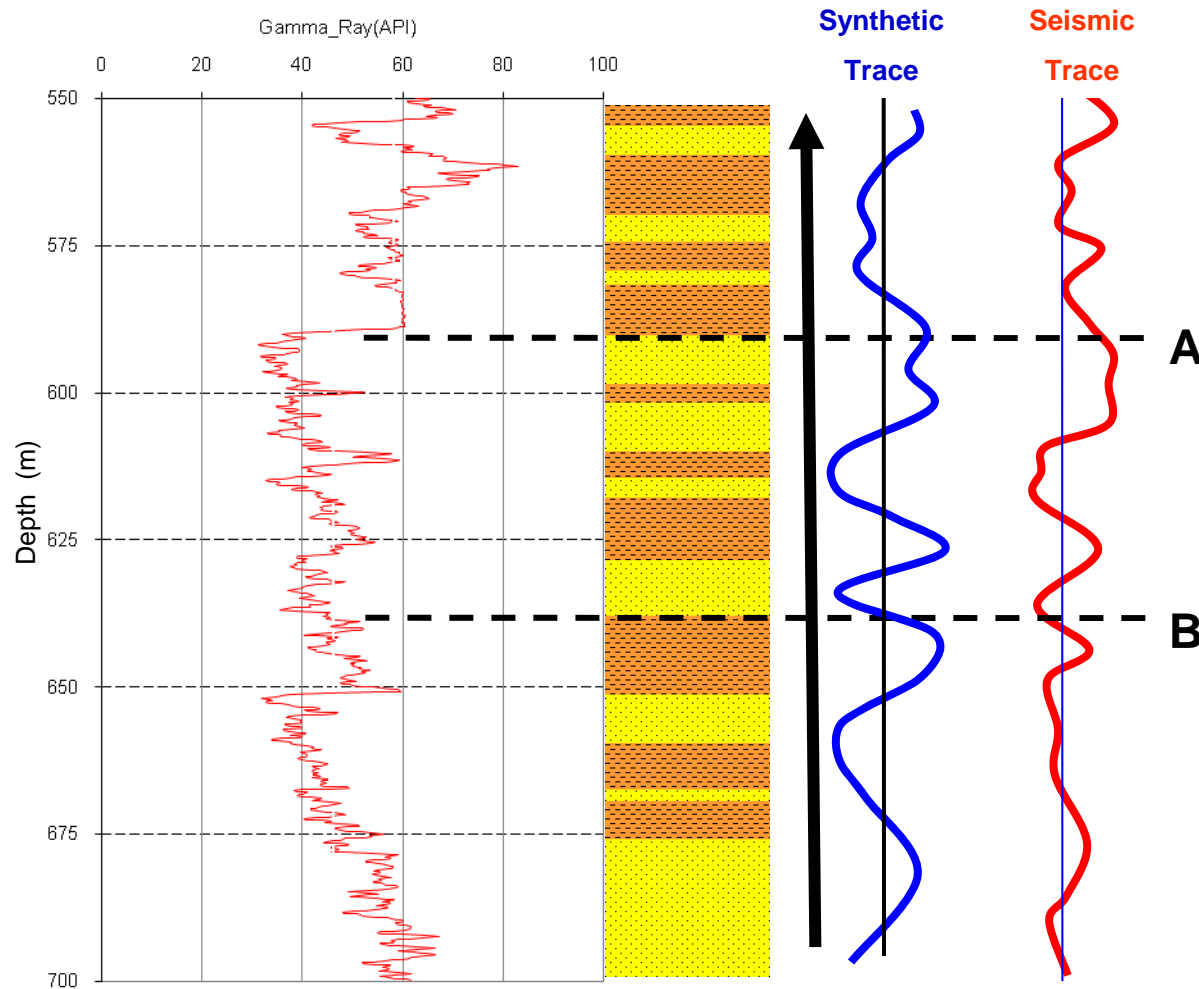 Synthetic
Trace
Seismic
Trace
Gamma_Ray(API)
0 20 40 60 80 100
550
575
A
600
Depth (m)
625
B
650
675
700